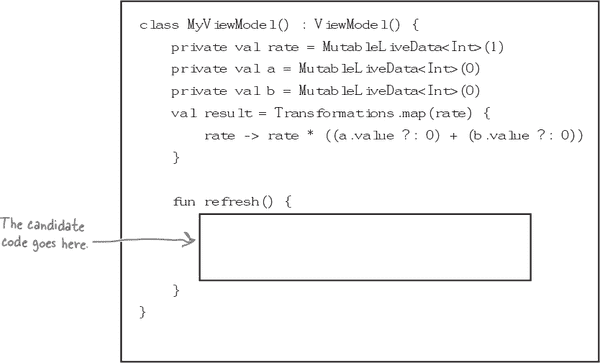 class MyViewModel() : ViewModel() {
private val rate = MutableLiveData<Int>(1)
private val a = MutableLiveData<Int>(0)
private val b = MutableLiveData<Int>(0)
val result = Transformations.map(rate) {
rate -> rate * ((a.value ?: 0) + (b.value ?: 0))
}
fun refresh() {
The candidate
code goes here.
}
}